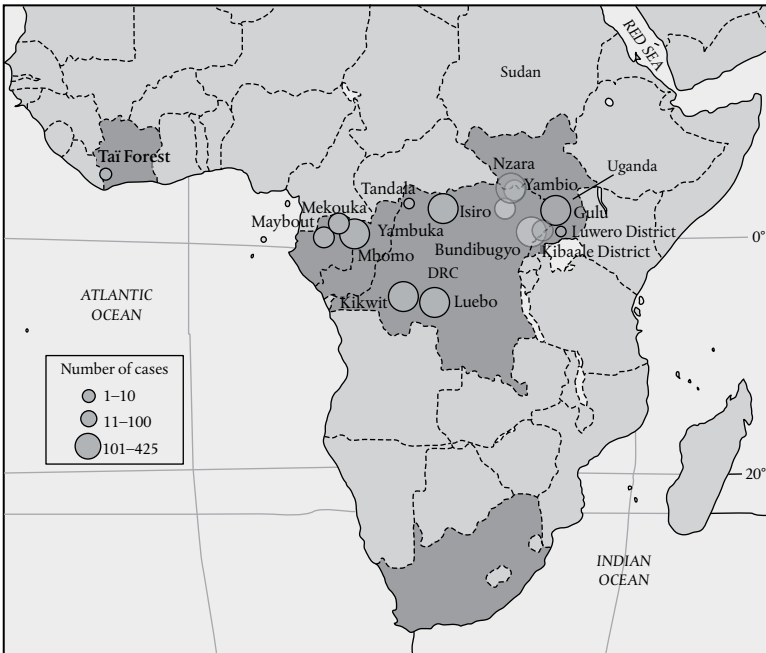 RED SEA
Sudan
Taï Forest
Nzara
Uganda
Tandala
Yambio
Mekouka
Isiro
Gulu
Maybout
Yambuka
Luwero District
Bundibugyo
Kibaale District
0°
Mbomo
DRC
ATLANTIC
OCEAN
Kikwit
Luebo
Number of cases
1–10
11–100
101–425
20°
INDIAN
OCEAN